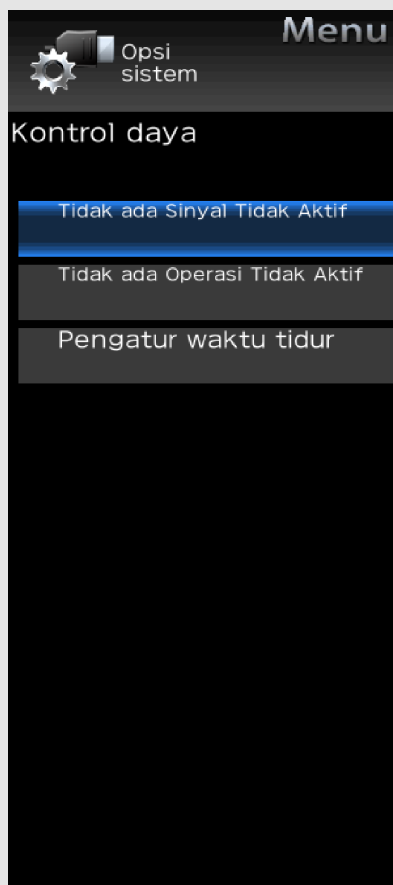 Menu
Opsi
sistem
Kontrol daya
Tidak ada Sinyal Tidak Aktif
Tidak ada Operasi Tidak Aktif
Pengatur waktu tidur